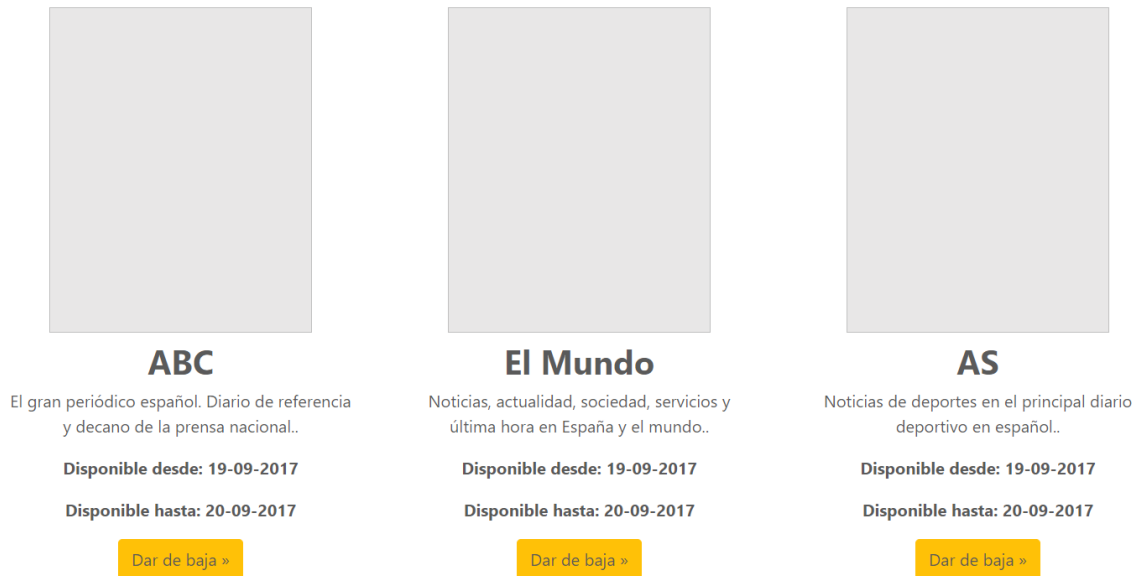 ABC
El gran periódico español. Diario de referencia
y decano de la prensa nacional..
Disponible desde: 19-09-2017
Disponible hasta: 20-09-2017
Dar de baja »
El Mundo
Noticias, actualidad, sociedad, servicios y
última hora en España y el mundo..
Disponible desde: 19-09-2017
Disponible hasta: 20-09-2017
Dar de baja »
AS
Noticias de deportes en el principal diario
deportivo en español..
Disponible desde: 19-09-2017
Disponible hasta: 20-09-2017
Dar de baja »